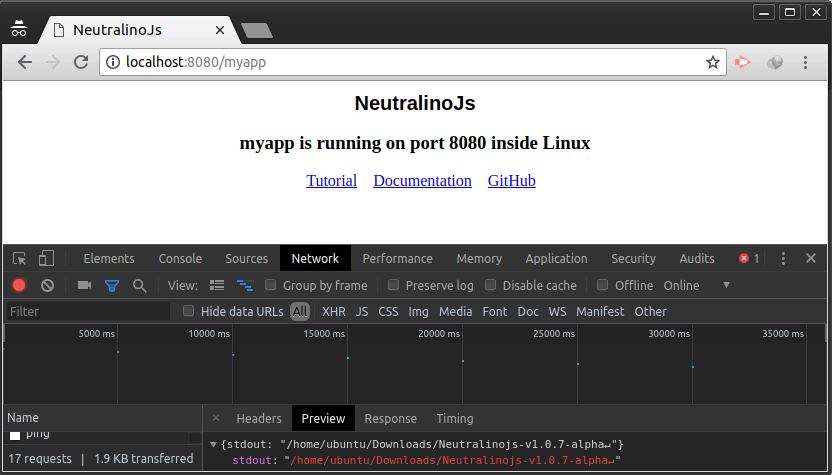 NeutralinoJs
localhost:8080/myapp
NeutralinoJs
myapp is running on port 8080 inside Linux
Tutorial Documentation GitHub
Elements Console Sources Network Performance Memory Application Security Audits 1
View: Group by frame Preserve log Disable cache Offline Online
Filter Hide data URLs All XHR JS CSS Img Media Font Doc WS Manifest Other
5000 ms 10000 ms 15000 ms 20000 ms 25000 ms 30000 ms 35000 ms
Name × Headers Preview Response Timing
ping
{stdout: "/home/ubuntu/Downloads/Neutralinojs-v1.0.7-alpha↵"}
17 requests | 1.9 KB transferred
stdout: "/home/ubuntu/Downloads/Neutralinojs-v1.0.7-alpha↵"